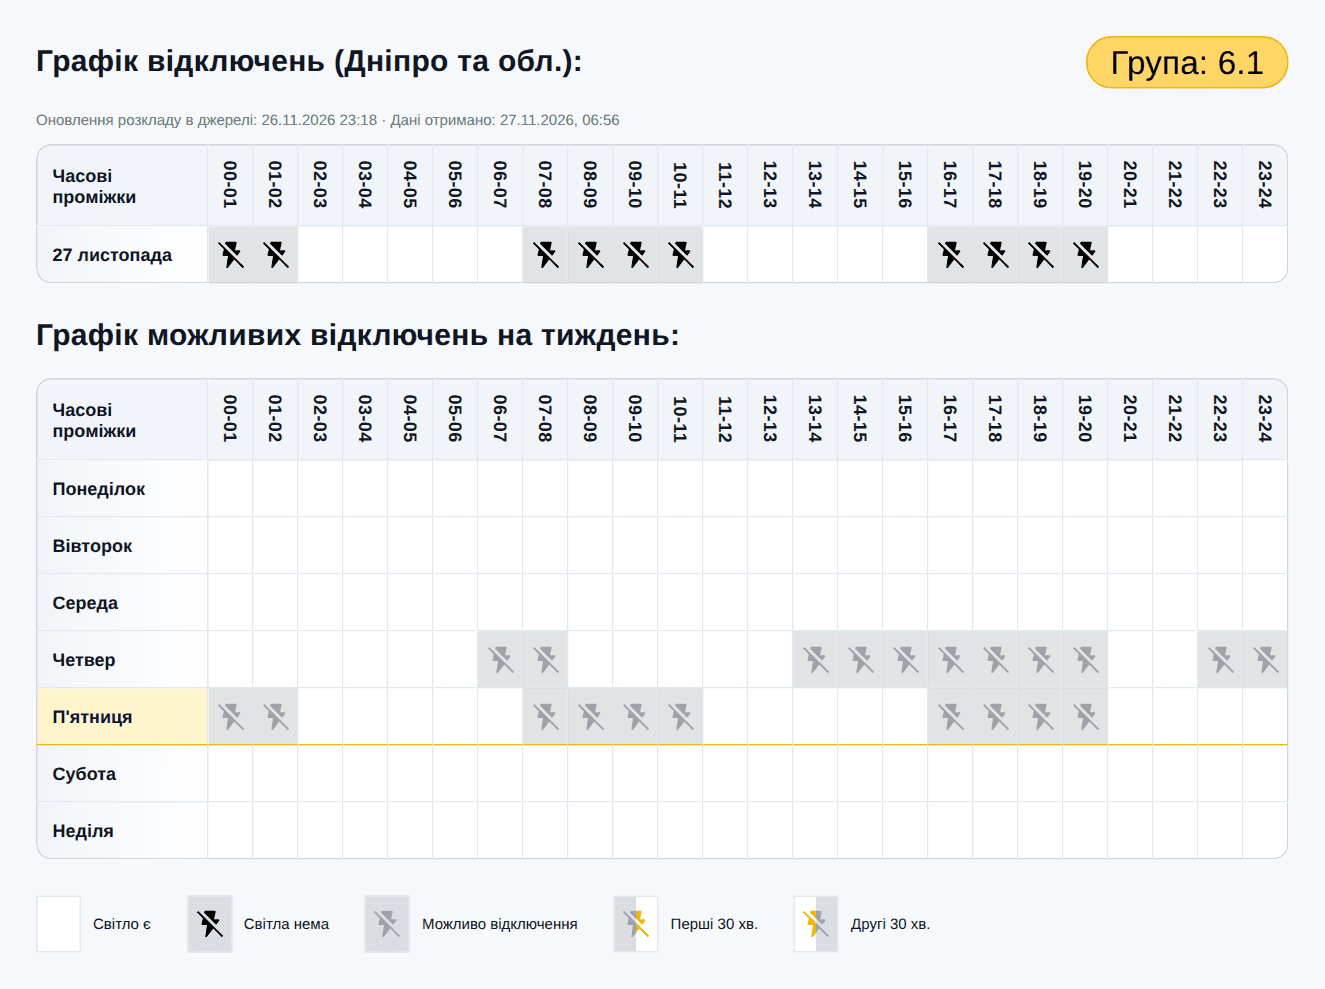 Графік відключень (Дніпро та обл.):
Група: 6.1
Оновлення розкладу в джерелі: 26.11.2026 23:18 · Дані отримано: 27.11.2026, 06:56
Часові
проміжки
00-01 01-02 02-03 03-04 04-05 05-06 06-07 07-08 08-09 09-10 10-11 11-12 12-13 13-14 14-15 15-16 16-17 17-18 18-19 19-20 20-21 21-22 22-23 23-24
27 листопада
Графік можливих відключень на тиждень:
Часові
проміжки
00-01 01-02 02-03 03-04 04-05 05-06 06-07 07-08 08-09 09-10 10-11 11-12 12-13 13-14 14-15 15-16 16-17 17-18 18-19 19-20 20-21 21-22 22-23 23-24
Понеділок
Вівторок
Середа
Четвер
П'ятниця
Субота
Неділя
Світло є Світла нема Можливо відключення Перші 30 хв. Другі 30 хв.